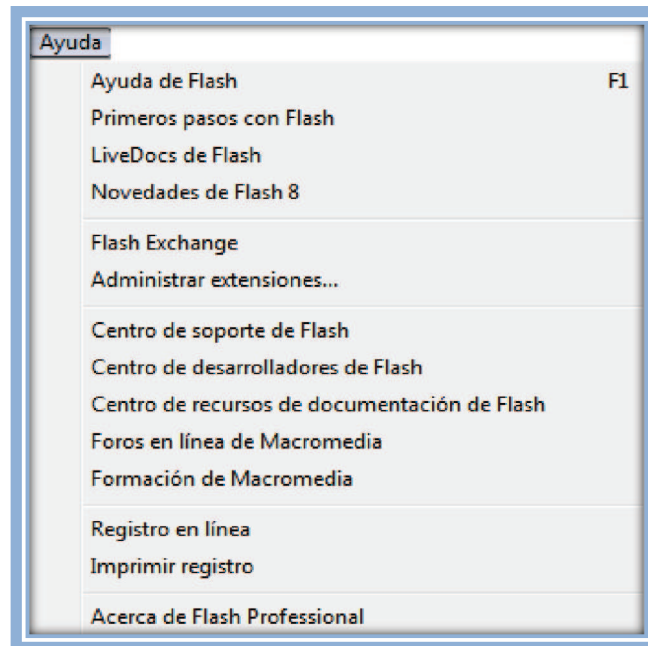 Ayuda
Ayuda de Flash F1
Primeros pasos con Flash
LiveDocs de Flash
Novedades de Flash 8
Flash Exchange
Administrar extensiones...
Centro de soporte de Flash
Centro de desarrolladores de Flash
Centro de recursos de documentación de Flash
Foros en línea de Macromedia
Formación de Macromedia
Registro en línea
Imprimir registro
Acerca de Flash Professional